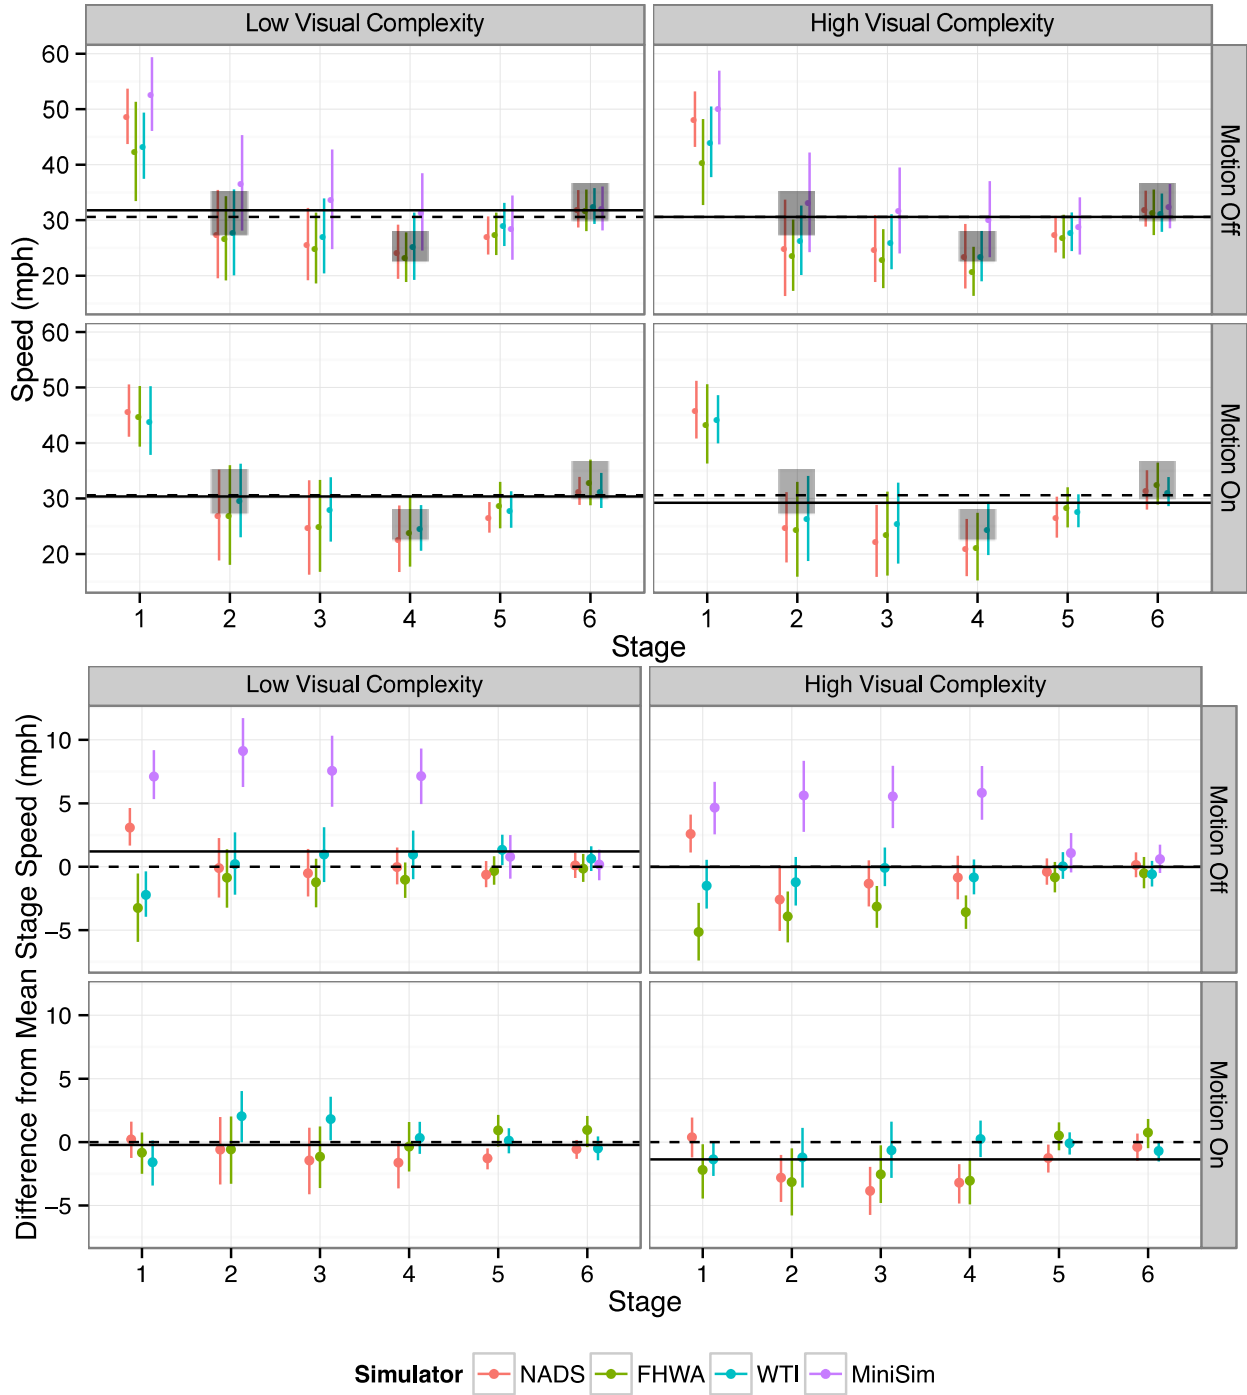 Low Visual Complexity
High Visual Complexity
Speed (mph)
60
50
40
30
20
Motion Off
60
50
40
30
20
Motion On
1 2 3 4 5 6
1 2 3 4 5 6
Stage
Low Visual Complexity
High Visual Complexity
Difference from Mean Stage Speed (mph)
10
5
0
−5
Motion Off
10
5
0
−5
Motion On
1 2 3 4 5 6
1 2 3 4 5 6
Stage
Simulator NADS FHWA WTI MiniSim